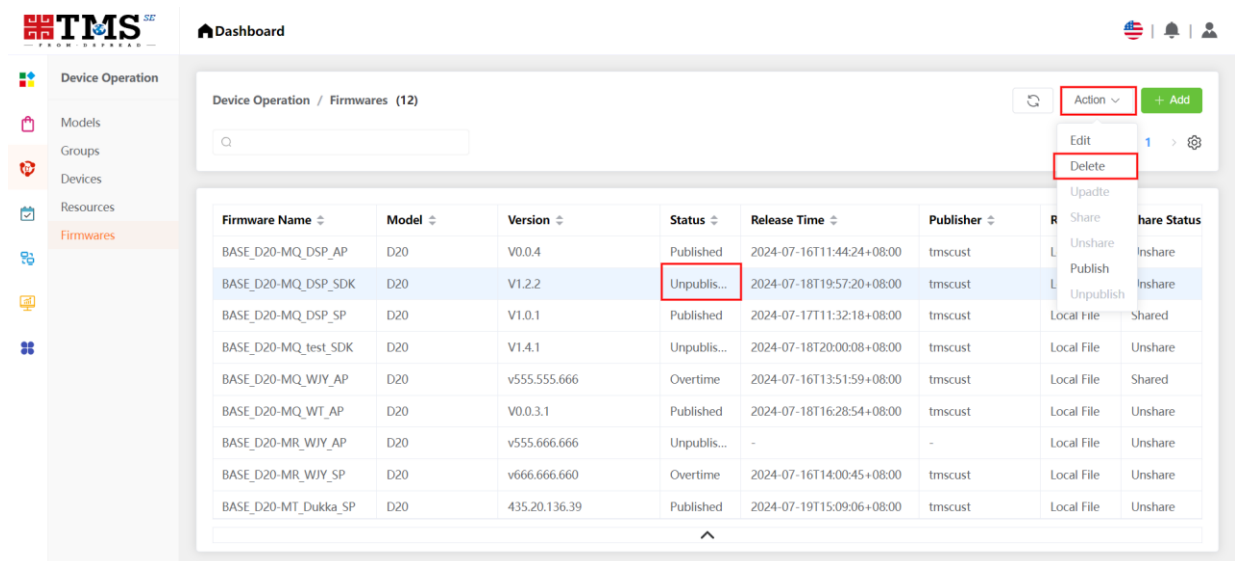 TMS SE
FROM·DAPREAD
Dashboard
Device Operation
Models
Groups
Devices
Resources
Firmwares
Device Operation / Firmwares (12)
Action
+ Add
Edit
1
Delete
Upadte
Share
Unshare
Publish
Unpublish
Firmware Name Model Version Status Release Time Publisher R hare Status
BASE_D20-MQ_DSP_AP D20 V0.0.4 Published 2024-07-16T11:44:24+08:00 tmscust L Jnshare
BASE_D20-MQ_DSP_SDK D20 V1.2.2 Unpublis... 2024-07-18T19:57:20+08:00 tmscust L Jnshare
BASE_D20-MQ_DSP_SP D20 V1.0.1 Published 2024-07-17T11:32:18+08:00 tmscust Local File Shared
BASE_D20-MQ_test_SDK D20 V1.4.1 Unpublis... 2024-07-18T20:00:08+08:00 tmscust Local File Unshare
BASE_D20-MQ_WJY_AP D20 v555.555.666 Overtime 2024-07-16T13:51:59+08:00 tmscust Local File Shared
BASE_D20-MQ_WT_AP D20 V0.0.3.1 Published 2024-07-18T16:28:54+08:00 tmscust Local File Unshare
BASE_D20-MR_WJY_AP D20 v555.666.666 Unpublis... - - Local File Unshare
BASE_D20-MR_WJY_SP D20 v666.666.660 Overtime 2024-07-16T14:00:45+08:00 tmscust Local File Unshare
BASE_D20-MT_Dukka_SP D20 435.20.136.39 Published 2024-07-19T15:09:06+08:00 tmscust Local File Unshare